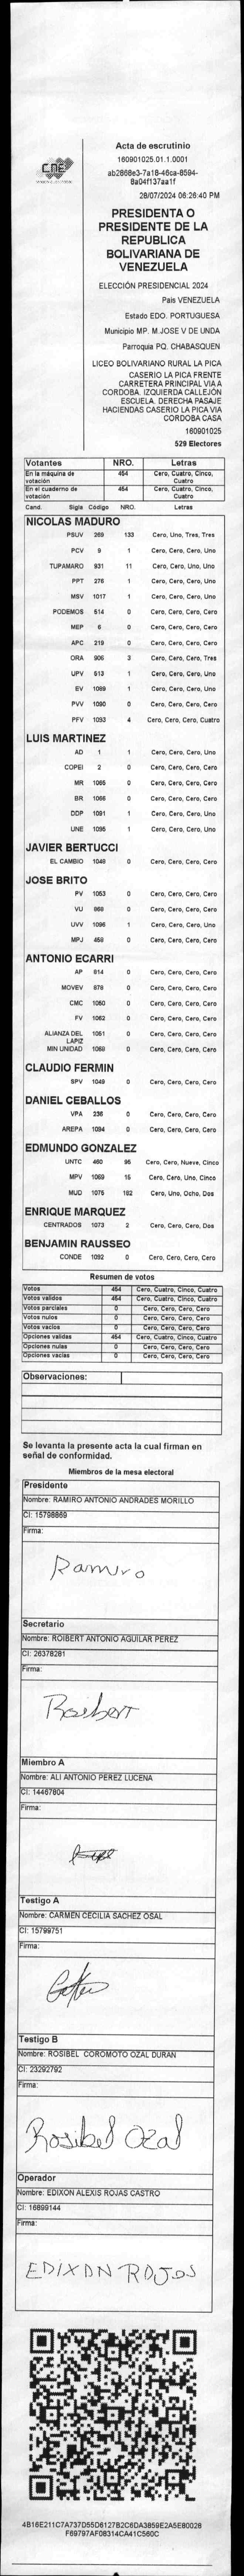 CNE
Acta de escrutinio
160901025.01.1.0001
ab2868e3-7a18-46ca-8594-
8a04f137aa1f
28/07/2024 06:26:40 PM
PRESIDENTA O
PRESIDENTE DE LA
REPUBLICA
BOLIVARIANA DE
VENEZUELA
ELECCIÓN PRESIDENCIAL 2024
Pais VENEZUELA
Estado EDO. PORTUGUESA
Municipio MP. M.JOSE V DE UNDA
Parroquia PQ. CHABASQUEN
LICEO BOLIVARIANO RURAL LA PICA
CASERIO LA PICA FRENTE
CARRETERA PRINCIPAL VIA A
CORDOBA. IZQUIERDA CALLEJÓN
ESCUELA. DERECHA PASAJE
HACIENDAS CASERIO LA PICA VIA
CORDOBA CASA
160901025
529 Electores
Votantes NRO. Letras
En la máquina de votación 454 Cero, Cuatro, Cinco, Cuatro
En el cuaderno de votación 454 Cero, Cuatro, Cinco, Cuatro
Cand. Sigla Código NRO. Letras
NICOLAS MADURO
PSUV 269 133 Cero, Uno, Tres, Tres
PCV 9 1 Cero, Cero, Cero, Uno
TUPAMARO 931 11 Cero, Cero, Uno, Uno
PPT 276 1 Cero, Cero, Cero, Uno
MSV 1017 1 Cero, Cero, Cero, Uno
PODEMOS 514 0 Cero, Cero, Cero, Cero
MEP 6 0 Cero, Cero, Cero, Cero
APC 219 0 Cero, Cero, Cero, Cero
ORA 906 3 Cero, Cero, Cero, Tres
UPV 513 1 Cero, Cero, Cero, Uno
EV 1089 1 Cero, Cero, Cero, Uno
PVV 1090 0 Cero, Cero, Cero, Cero
PFV 1093 4 Cero, Cero, Cero, Cuatro
LUIS MARTINEZ
AD 1 1 Cero, Cero, Cero, Uno
COPEI 2 0 Cero, Cero, Cero, Cero
MR 1065 0 Cero, Cero, Cero, Cero
BR 1066 0 Cero, Cero, Cero, Cero
DDP 1091 1 Cero, Cero, Cero, Uno
UNE 1095 1 Cero, Cero, Cero, Uno
JAVIER BERTUCCI
EL CAMBIO 1048 0 Cero, Cero, Cero, Cero
JOSE BRITO
PV 1053 0 Cero, Cero, Cero, Cero
VU 868 0 Cero, Cero, Cero, Cero
UVV 1096 1 Cero, Cero, Cero, Uno
MPJ 458 0 Cero, Cero, Cero, Cero
ANTONIO ECARRI
AP 814 0 Cero, Cero, Cero, Cero
MOVEV 878 0 Cero, Cero, Cero, Cero
CMC 1050 0 Cero, Cero, Cero, Cero
FV 1062 0 Cero, Cero, Cero, Cero
ALIANZA DEL LAPIZ 1051 0 Cero, Cero, Cero, Cero
MIN UNIDAD 1069 0 Cero, Cero, Cero, Cero
CLAUDIO FERMIN
SPV 1049 0 Cero, Cero, Cero, Cero
DANIEL CEBALLOS
VPA 236 0 Cero, Cero, Cero, Cero
AREPA 1094 0 Cero, Cero, Cero, Cero
EDMUNDO GONZALEZ
UNTC 460 95 Cero, Cero, Nueve, Cinco
MPV 1069 15 Cero, Cero, Uno, Cinco
MUD 1075 182 Cero, Uno, Ocho, Dos
ENRIQUE MARQUEZ
CENTRADOS 1073 2 Cero, Cero, Cero, Dos
BENJAMIN RAUSSEO
CONDE 1092 0 Cero, Cero, Cero, Cero
Resumen de votos
Votos 454 Cero, Cuatro, Cinco, Cuatro
Votos validos 454 Cero, Cuatro, Cinco, Cuatro
Votos parciales 0 Cero, Cero, Cero, Cero
Votos nulos 0 Cero, Cero, Cero, Cero
Votos vacios 0 Cero, Cero, Cero, Cero
Opciones validas 454 Cero, Cuatro, Cinco, Cuatro
Opciones nulas 0 Cero, Cero, Cero, Cero
Opciones vacias 0 Cero, Cero, Cero, Cero
Observaciones:
Se levanta la presente acta la cual firman en
señal de conformidad.
Miembros de la mesa electoral
Presidente
Nombre: RAMIRO ANTONIO ANDRADES MORILLO
CI: 15798869
Firma:
Ramiro
Secretario
Nombre: ROIBERT ANTONIO AGUILAR PEREZ
CI: 26378281
Firma:
Roibert
Miembro A
Nombre: ALI ANTONIO PEREZ LUCENA
CI: 14467804
Firma:
Testigo A
Nombre: CARMEN CECILIA SACHEZ OSAL
CI: 15799751
Firma:
Testigo B
Nombre: ROSIBEL COROMOTO OZAL DURAN
CI: 23292792
Firma:
Rosibel Ozal
Operador
Nombre: EDIXON ALEXIS ROJAS CASTRO
CI: 16899144
Firma:
EDIXON ROJAS
4B16E211C7A737D55D6127B2C6DA3859E2A5E80028
F69797AF08314CA41C560C